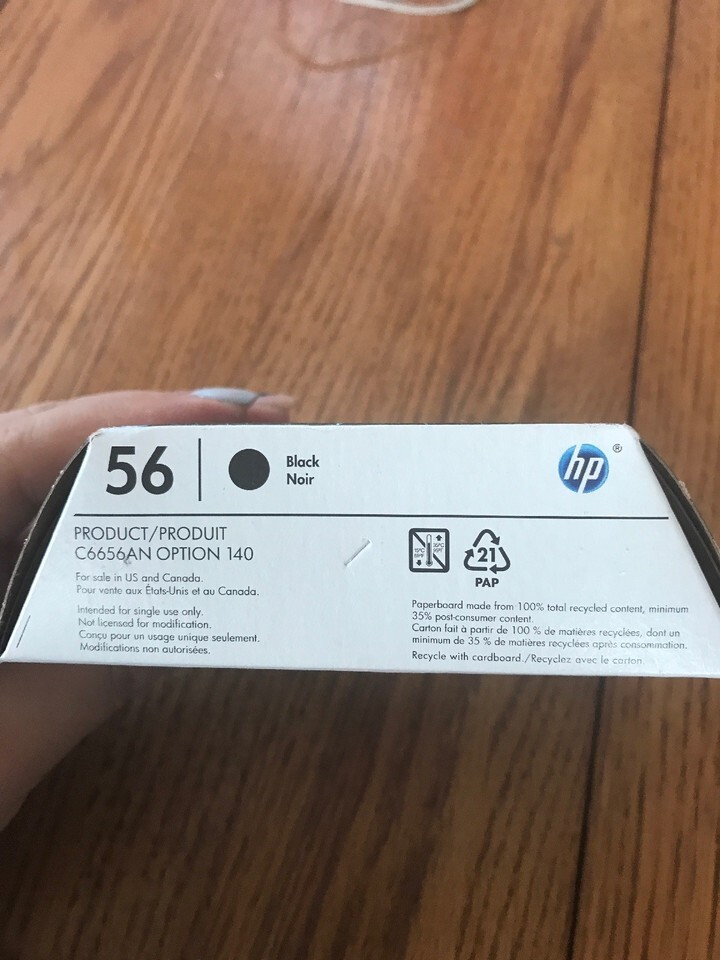 56
Black
Noir
hp®
PRODUCT/PRODUIT
C6656AN OPTION 140
For sale in US and Canada.
Pour vente aux États-Unis et au Canada.
Intended for single use only.
Not licensed for modification.
Conçu pour un usage unique seulement.
Modifications non autorisées.
15°C
59°F
35°C
95°F
21
PAP
Paperboard made from 100% total recycled content, minimum
35% post-consumer content.
Carton fait à partir de 100 % de matières recyclées, dont un
minimum de 35 % de matières recyclées après consommation.
Recycle with cardboard./Recyclez avec le carton.